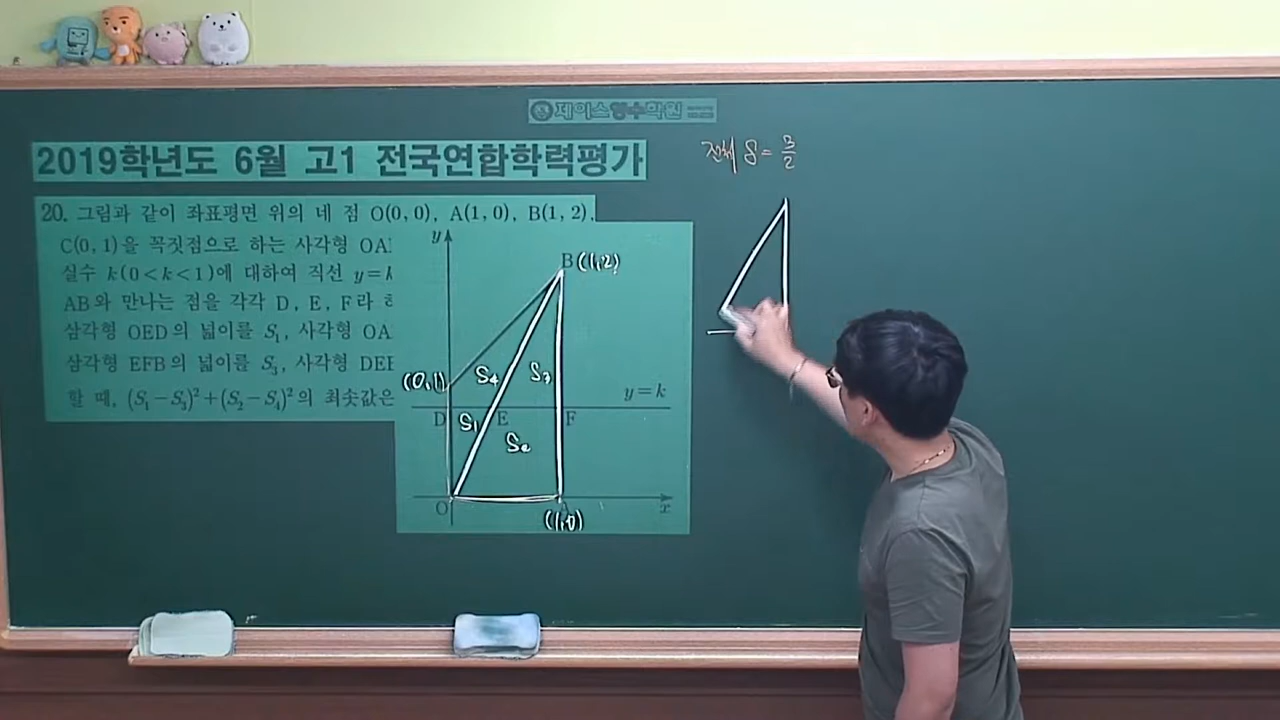 제이스영수학원
2019학년도 6월 고1 전국연합학력평가
20. 그림과 같이 좌표평면 위의 네 점 O(0, 0), A(1, 0), B(1, 2),
C(0, 1)을 꼭짓점으로 하는 사각형 OA
실수 k(0<k<1)에 대하여 직선 y=k
AB와 만나는 점을 각각 D, E, F라 하
삼각형 OED의 넓이를 S₁, 사각형 OA
삼각형 EFB의 넓이를 S₃, 사각형 DE
할 때, (S₁−S₃)²+(S₂−S₄)²의 최솟값은
y
B(1,2)
(0,1)
S₄
S₃
y=k
D
S₁
E
F
S₂
O
A
x
(1,0)
전체 S = 3/2